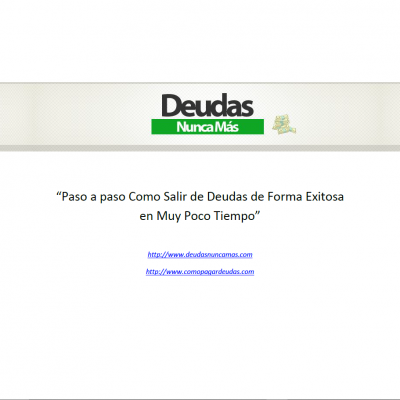 Deudas
Nunca Más
“Paso a paso Como Salir de Deudas de Forma Exitosa
en Muy Poco Tiempo”
http://www.deudasnuncamas.com
http://www.comopagardeudas.com